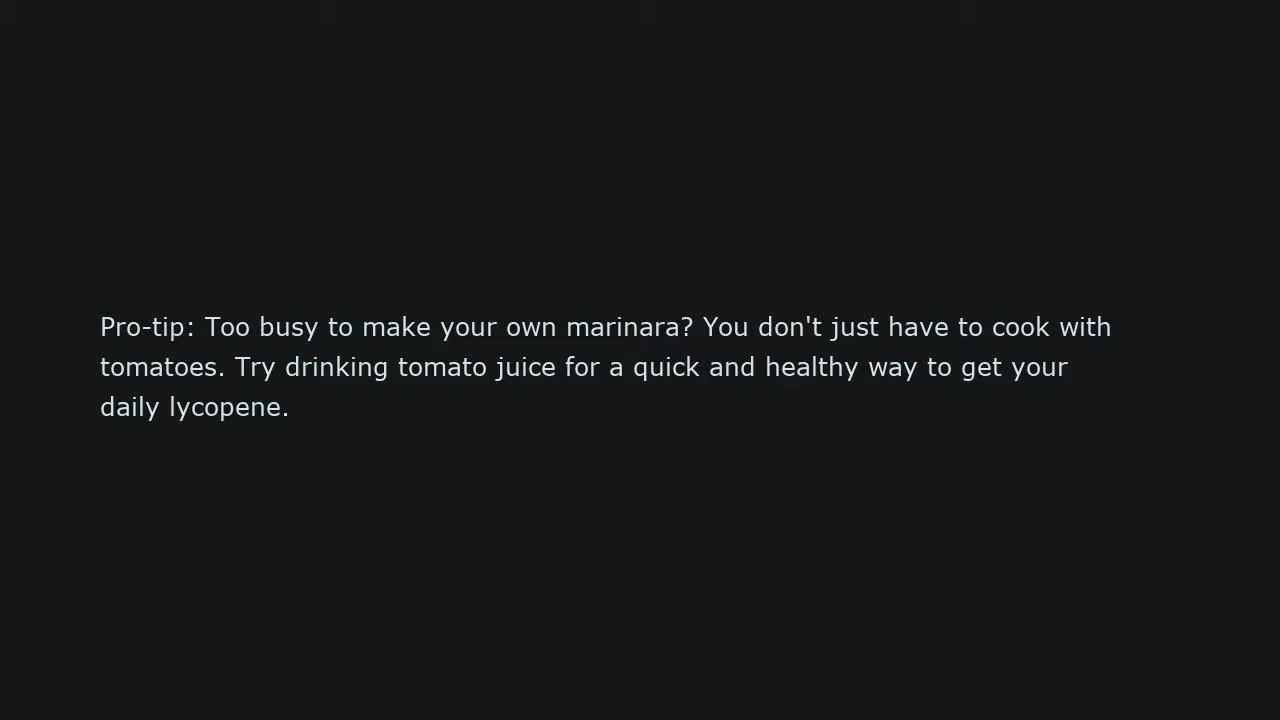 Pro-tip: Too busy to make your own marinara? You don't just have to cook with
tomatoes. Try drinking tomato juice for a quick and healthy way to get your
daily lycopene.